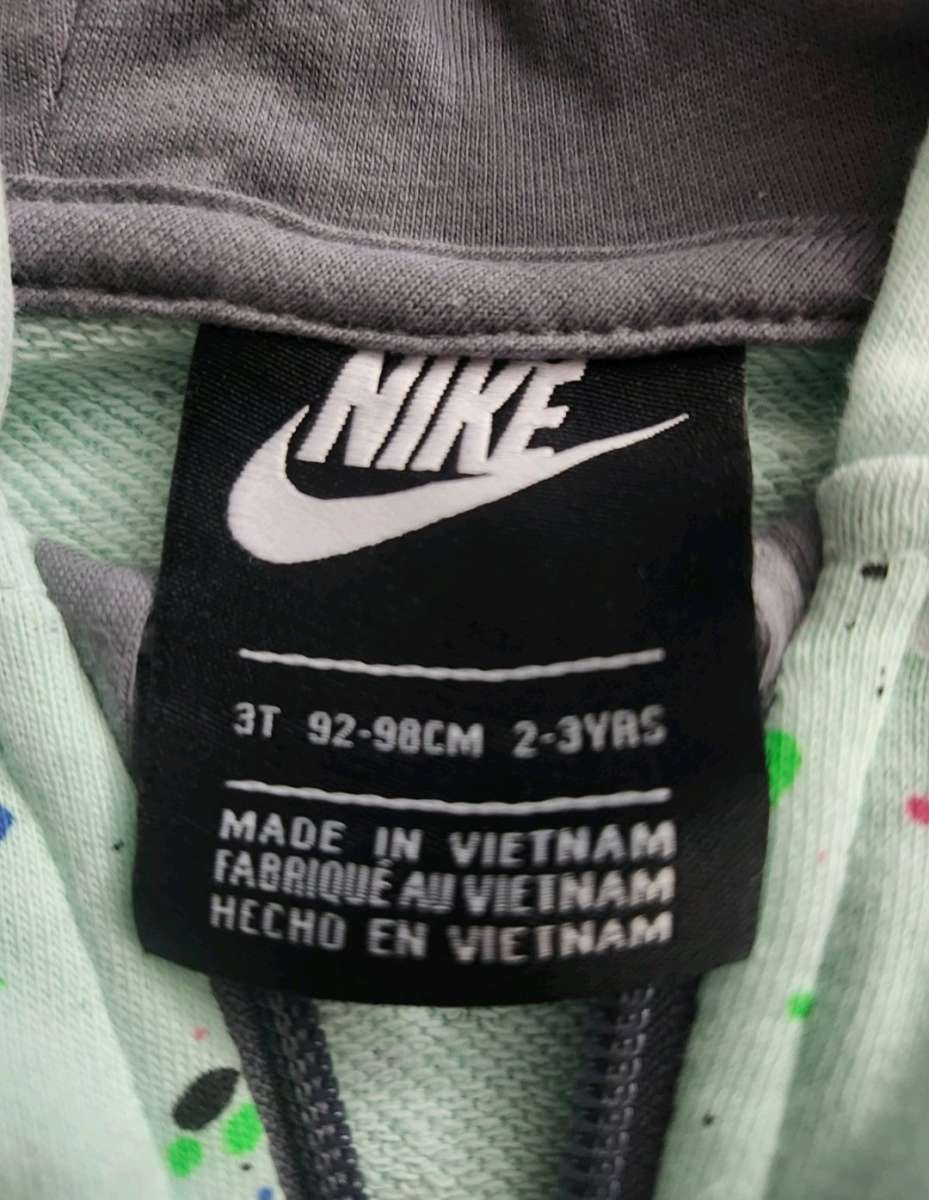 NIKE
3T 92-98CM 2-3YRS
MADE IN VIETNAM
FABRIQUÉ AU VIETNAM
HECHO EN VIETNAM